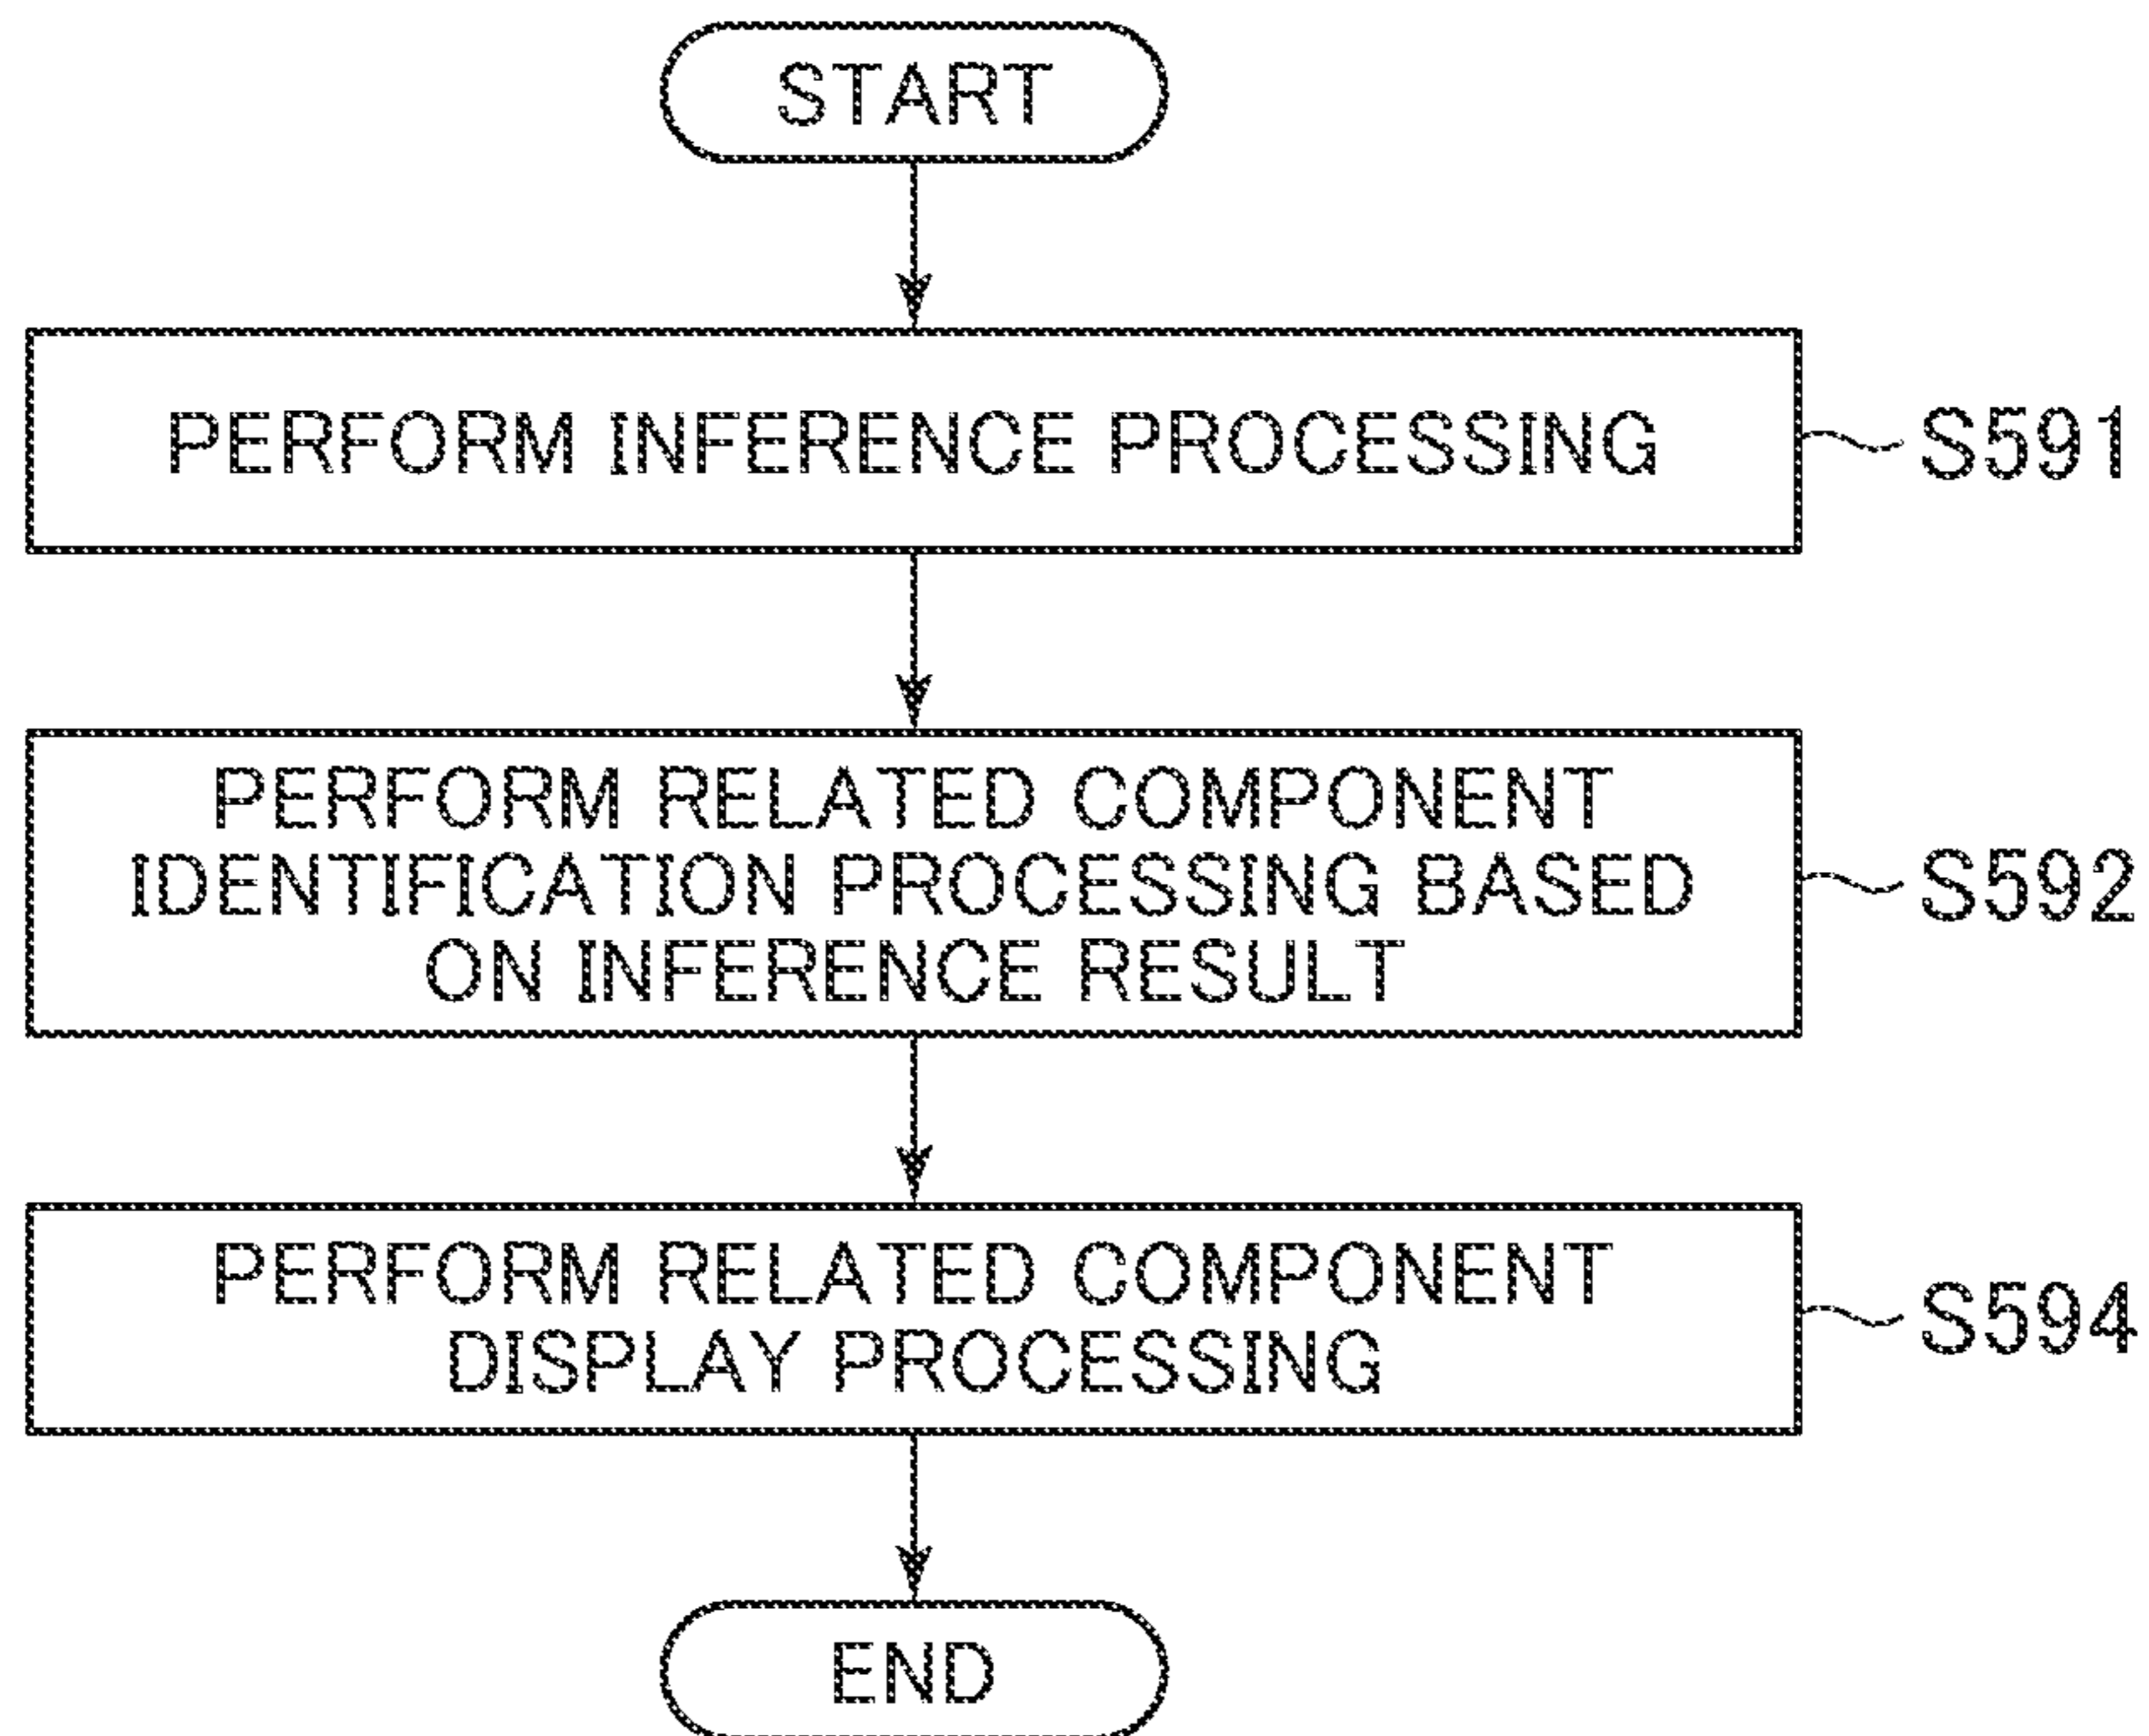 START
PERFORM INFERENCE PROCESSING
S591
PERFORM RELATED COMPONENT
IDENTIFICATION PROCESSING BASED
ON INFERENCE RESULT
S592
PERFORM RELATED COMPONENT
DISPLAY PROCESSING
S594
END